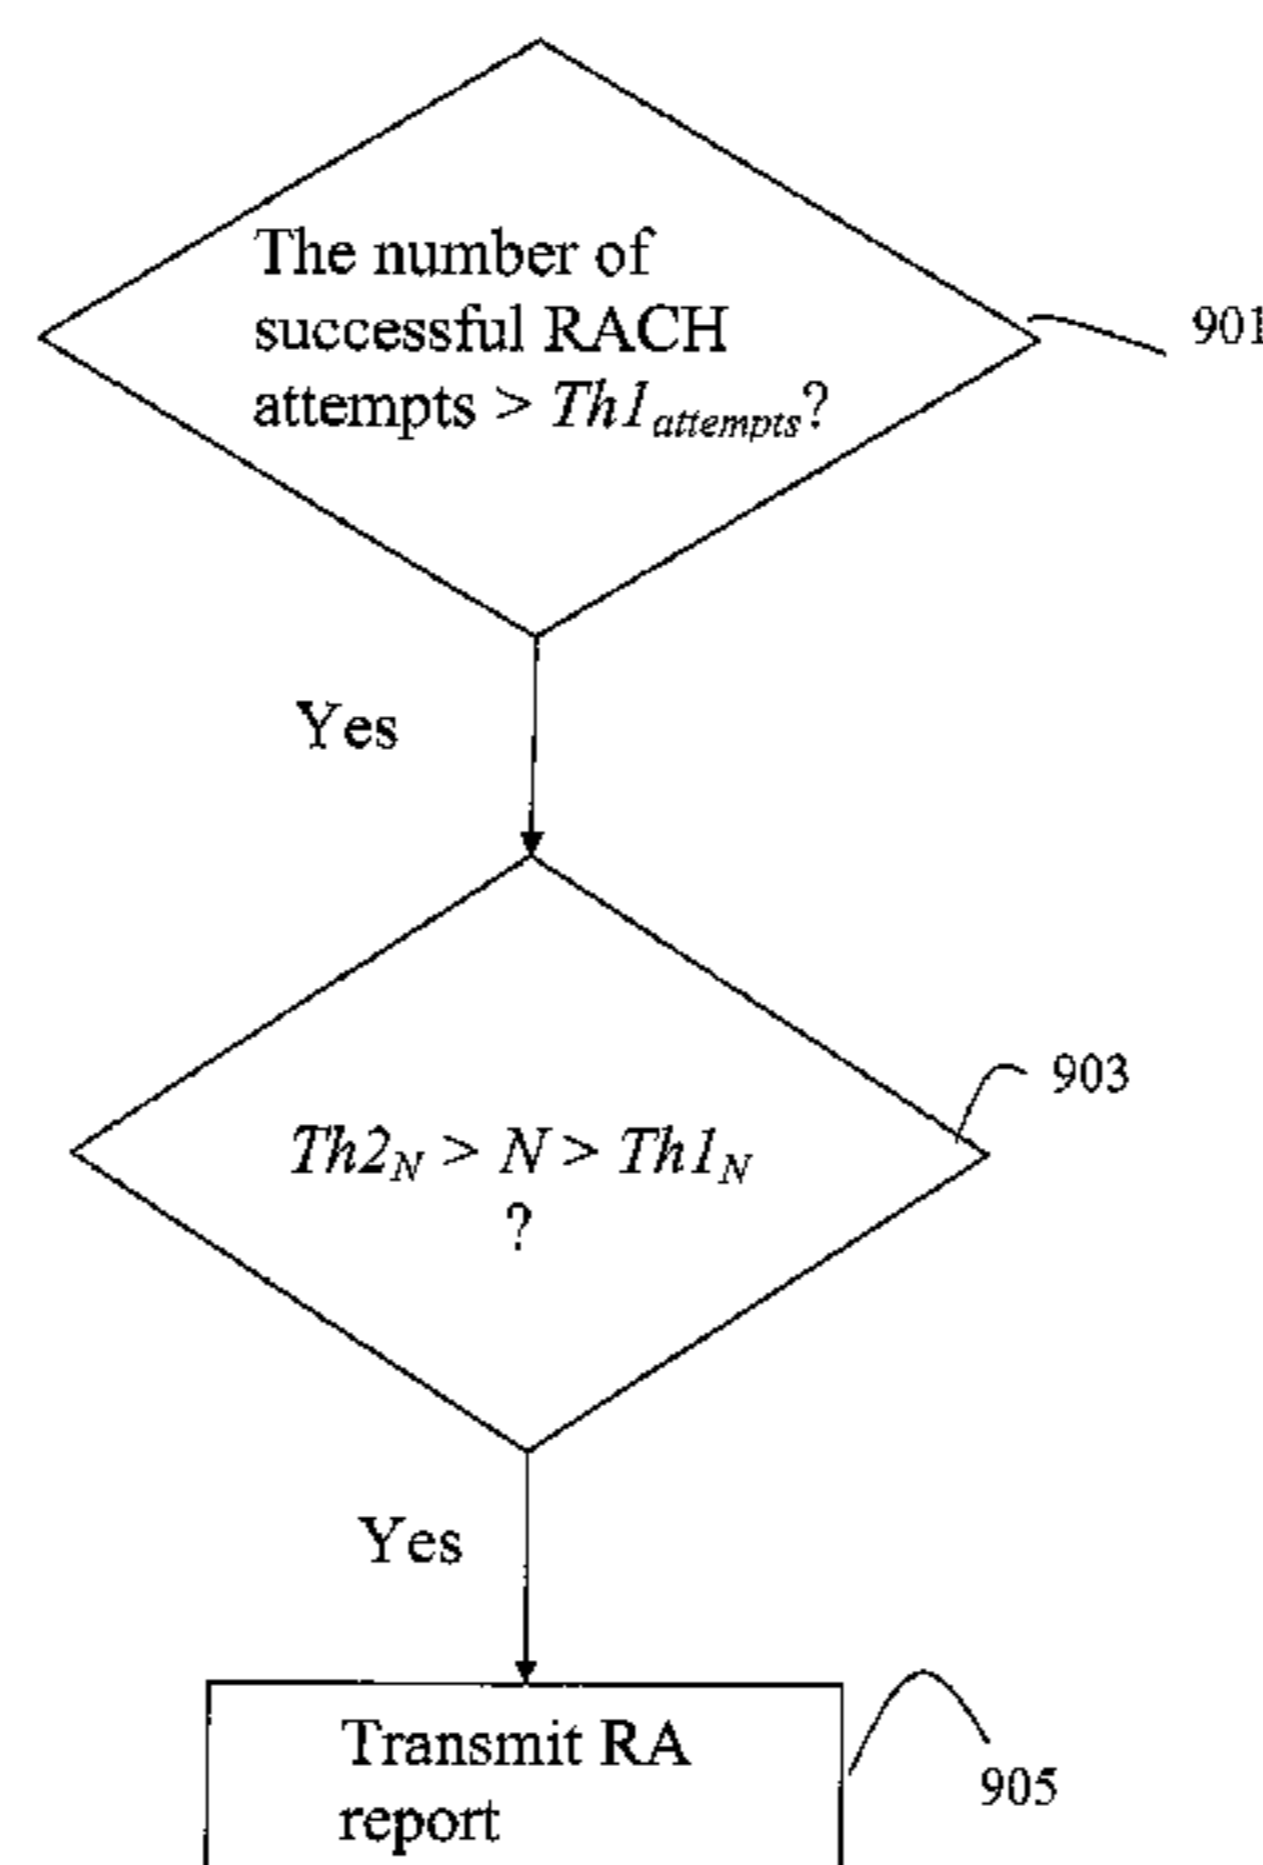 The number of
successful RACH
attempts > Th1attempts?
901
Yes
903
Th2N > N > Th1N
?
Yes
Transmit RA
report
905